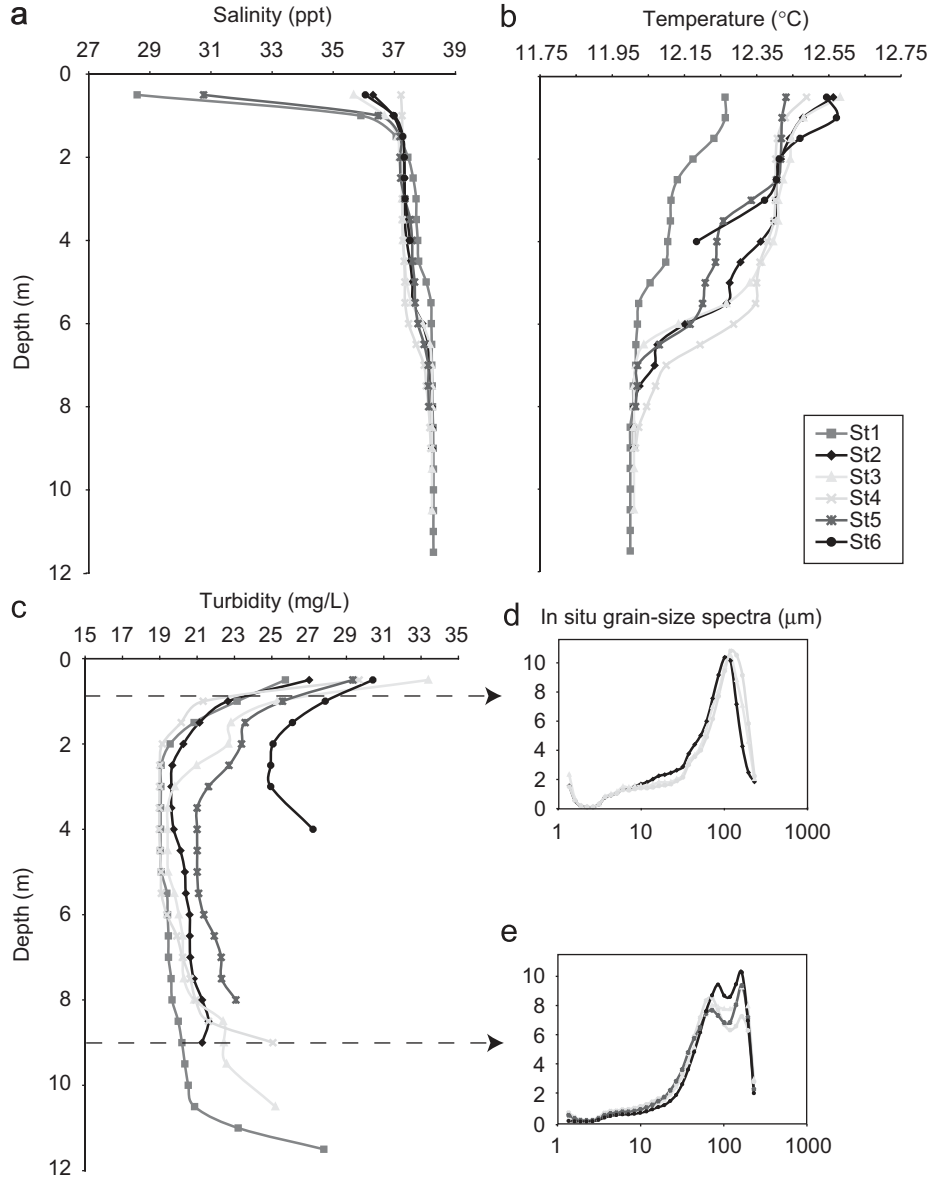 a
Salinity (ppt)
27 29 31 33 35 37 39
0
2
4
6
8
10
12
Depth (m)
b
Temperature (°C)
11.75 11.95 12.15 12.35 12.55 12.75
St1
St2
St3
St4
St5
St6
c
Turbidity (mg/L)
15 17 19 21 23 25 27 29 31 33 35
0
2
4
6
8
10
12
Depth (m)
d
In situ grain-size spectra (μm)
10
8
6
4
2
0
1 10 100 1000
e
10
8
6
4
2
0
1 10 100 1000